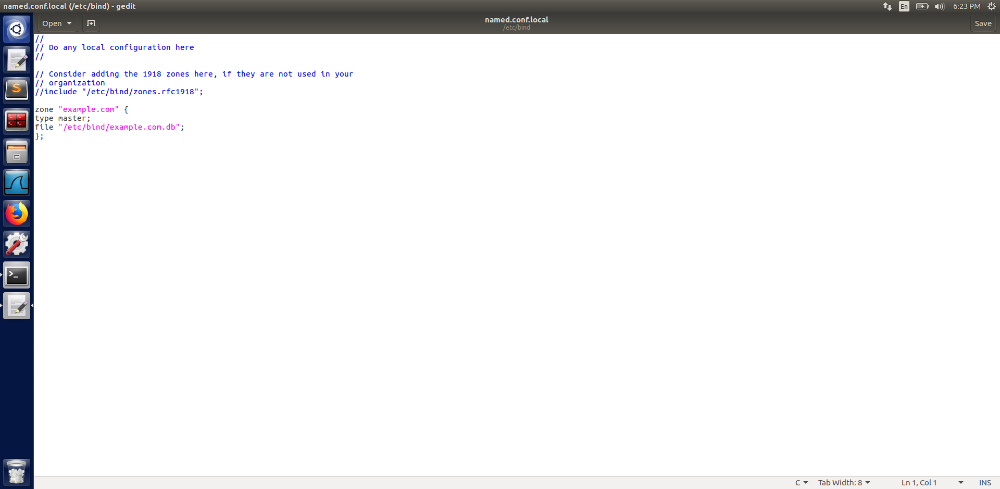 named.conf.local (/etc/bind) - gedit
En
6:23 PM
Open
named.conf.local
/etc/bind
Save
//
// Do any local configuration here
//
// Consider adding the 1918 zones here, if they are not used in your
// organization
//include "/etc/bind/zones.rfc1918";
zone "example.com" {
type master;
file "/etc/bind/example.com.db";
};
C
Tab Width: 8
Ln 1, Col 1
INS